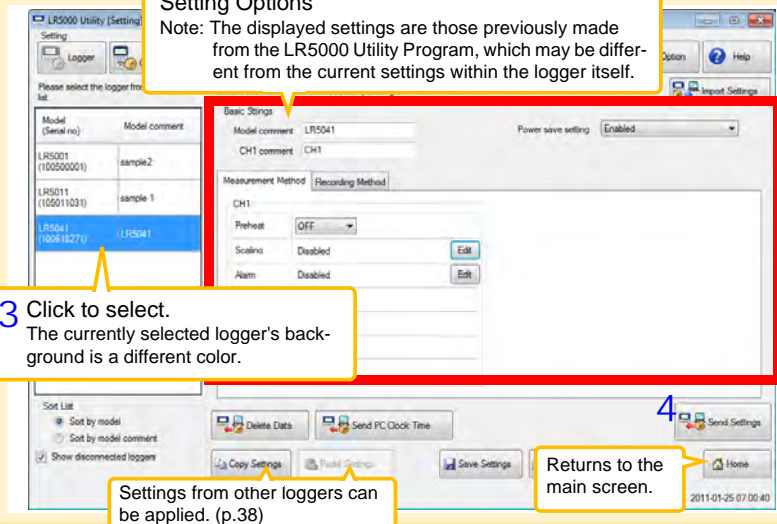 LR5000 Utility [Setting]
Setting Options
Note: The displayed settings are those previously made
from the LR5000 Utility Program, which may be differ-
ent from the current settings within the logger itself.
Setting
Logger
Option
Help
Please select the logger from
list.
Import Settings
Model
(Serial no)
Model comment
LR5001
(100500001)
sample2
LR5011
(105011031)
sample 1
LR5041
(100618271)
LR5041
Basic Sttings
Model comment LR5041
Power save setting Enabled
CH1 comment CH1
Measurement Method Recording Method
CH1
Preheat OFF
Scaling Disabled Edit
Alarm Disabled Edit
3 Click to select.
The currently selected logger's back-
ground is a different color.
Sort List
Sort by model
Sort by model comment
Show disconnected loggers
Delete Data
Send PC Clock Time
4
Send Settings
Copy Settings
Paste Settings
Save Settings
Returns to the
main screen.
Home
Settings from other loggers can
be applied. (p.38)
2011-01-25 07:00:40